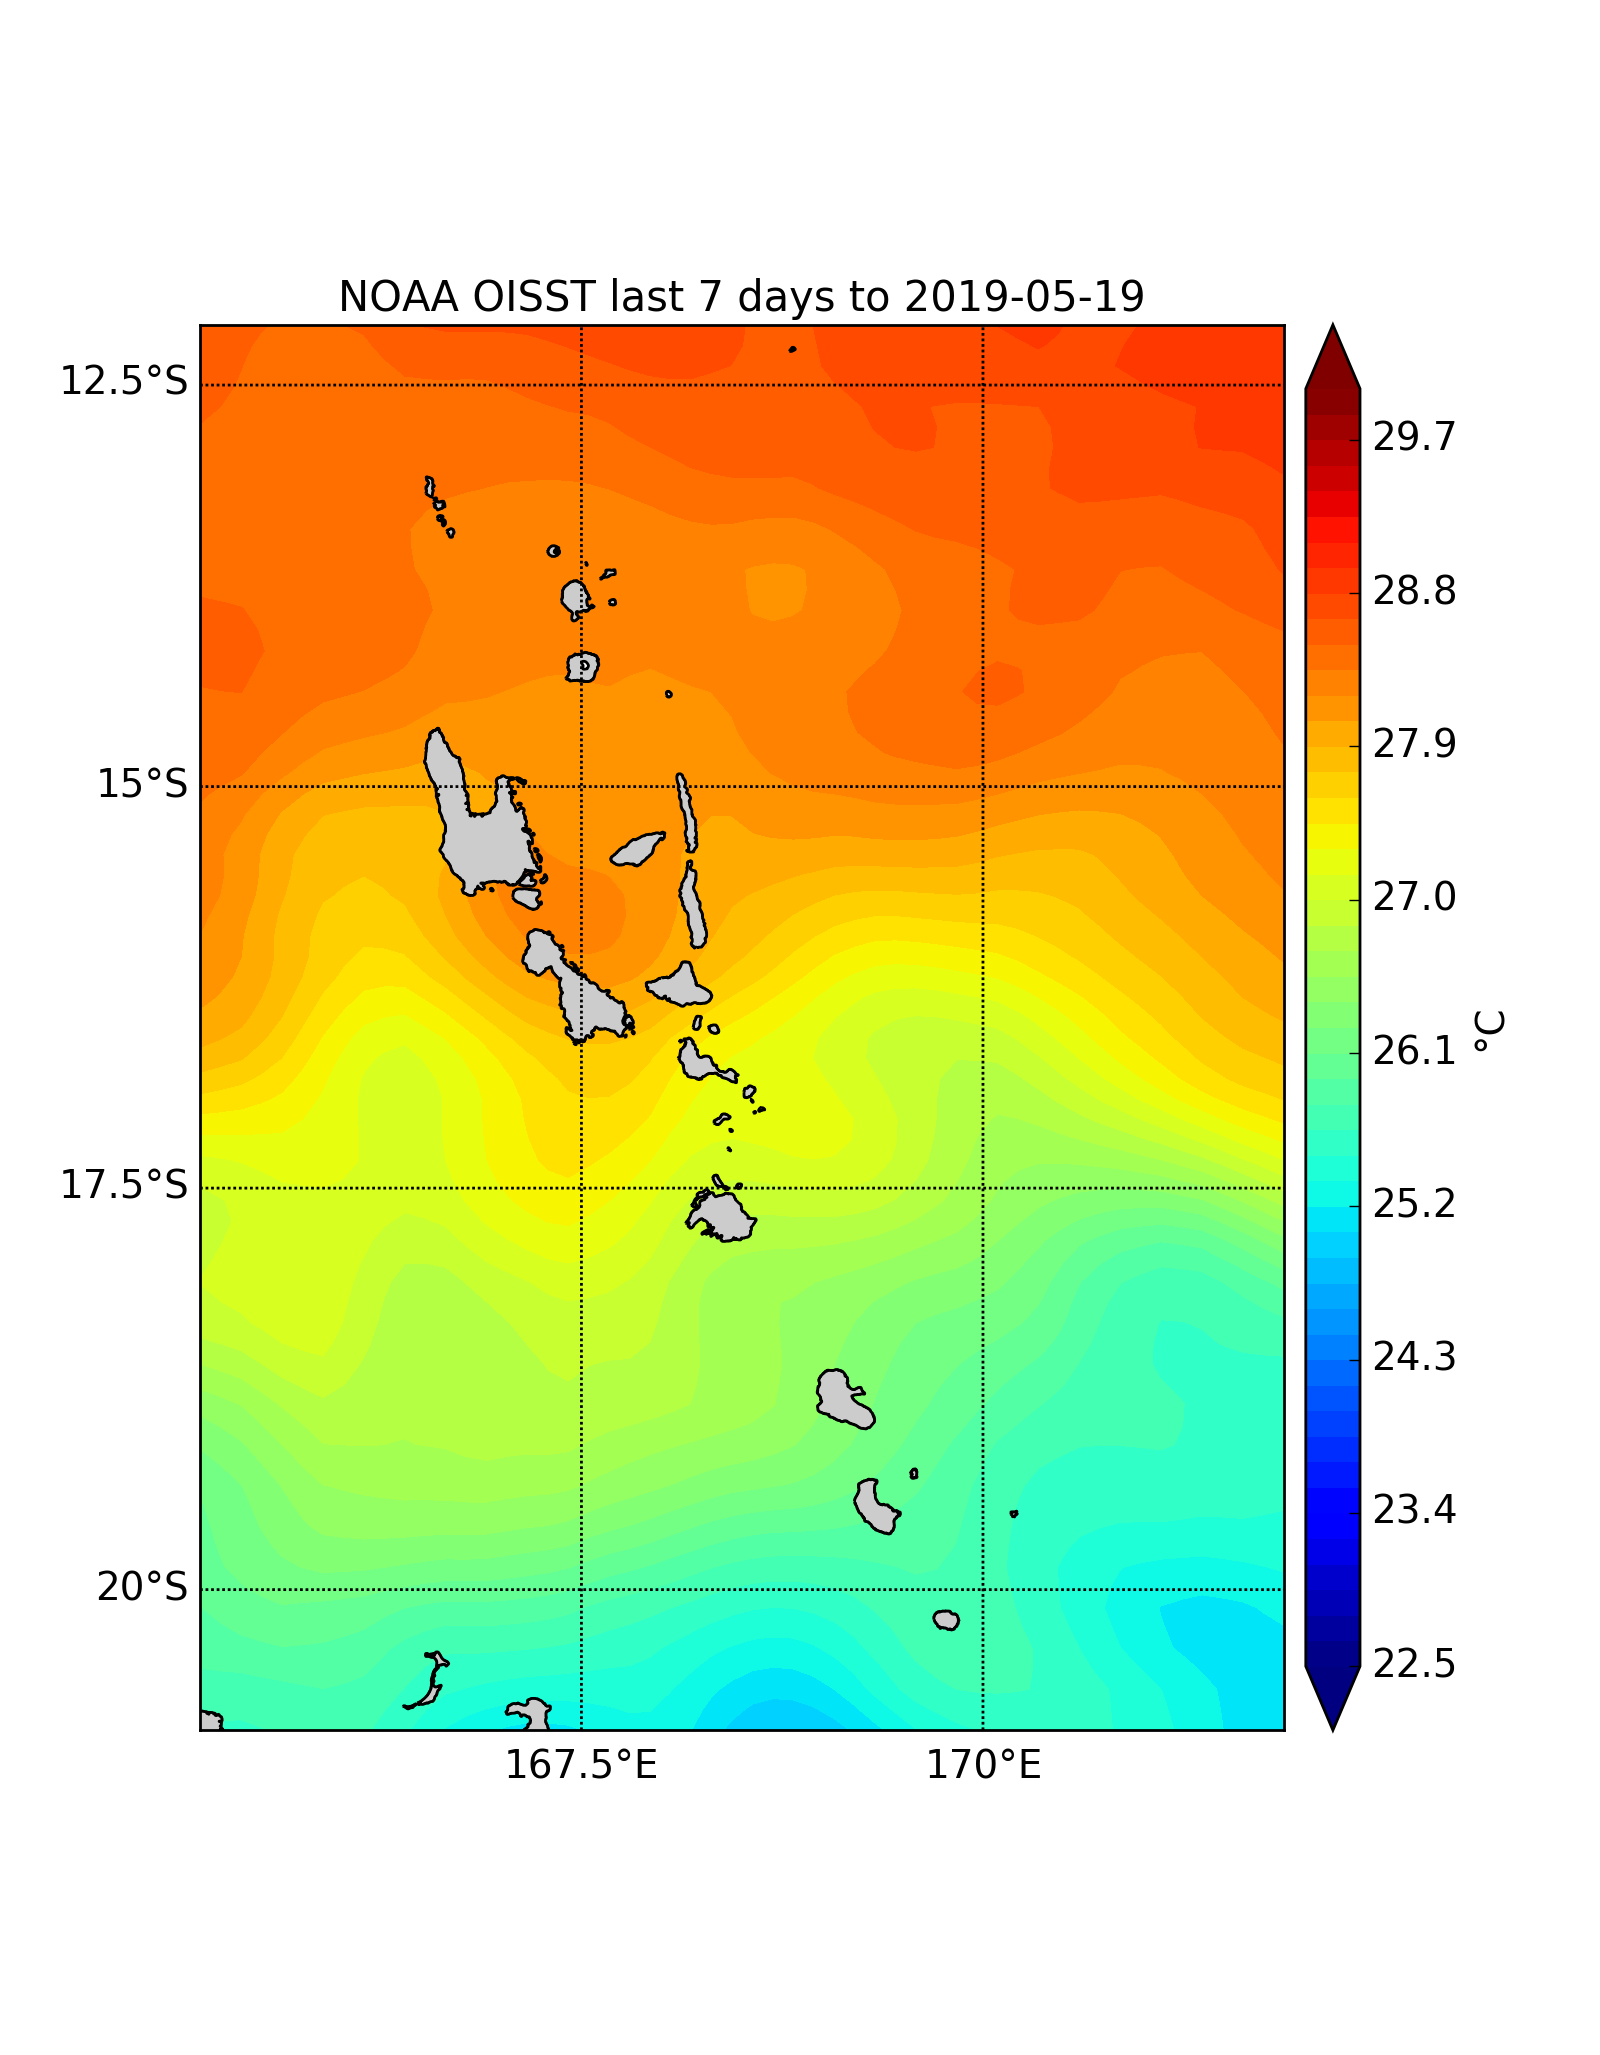 NOAA OISST last 7 days to 2019-05-19
12.5°S
15°S
17.5°S
20°S
167.5°E
170°E
29.7
28.8
27.9
27.0
26.1
25.2
24.3
23.4
22.5
°C